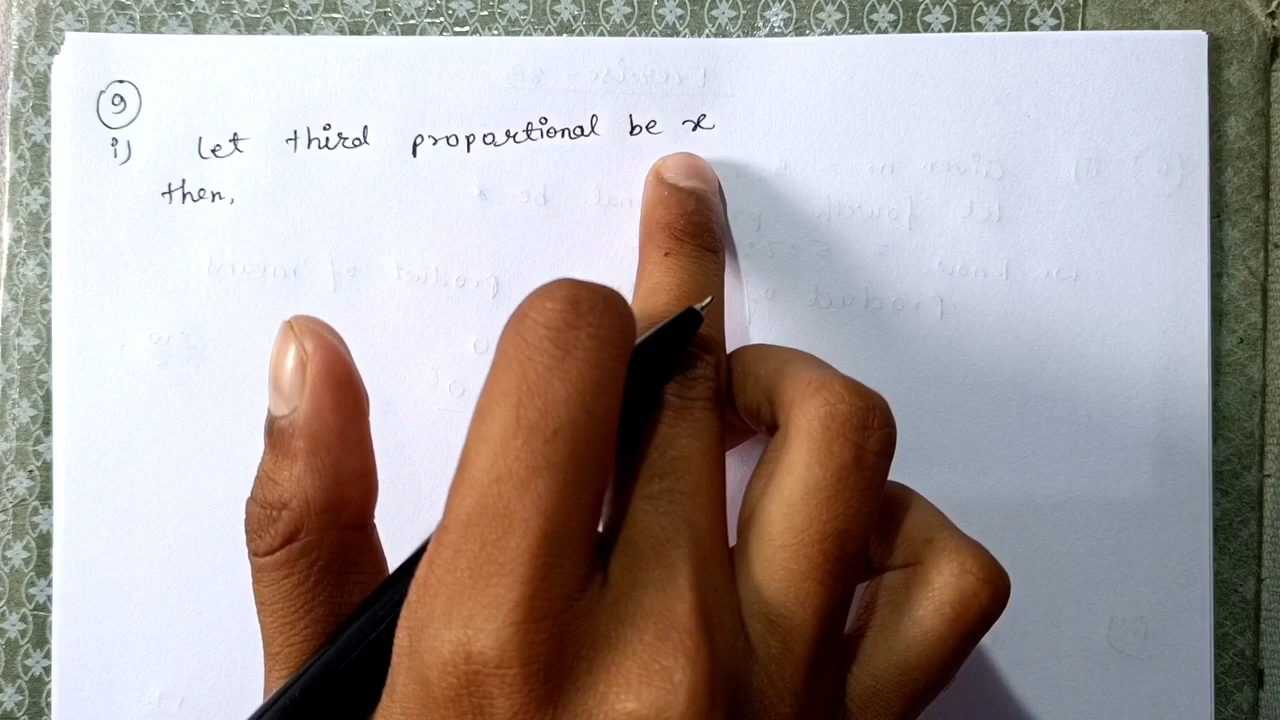 9
i) Let third proportional be x
then,